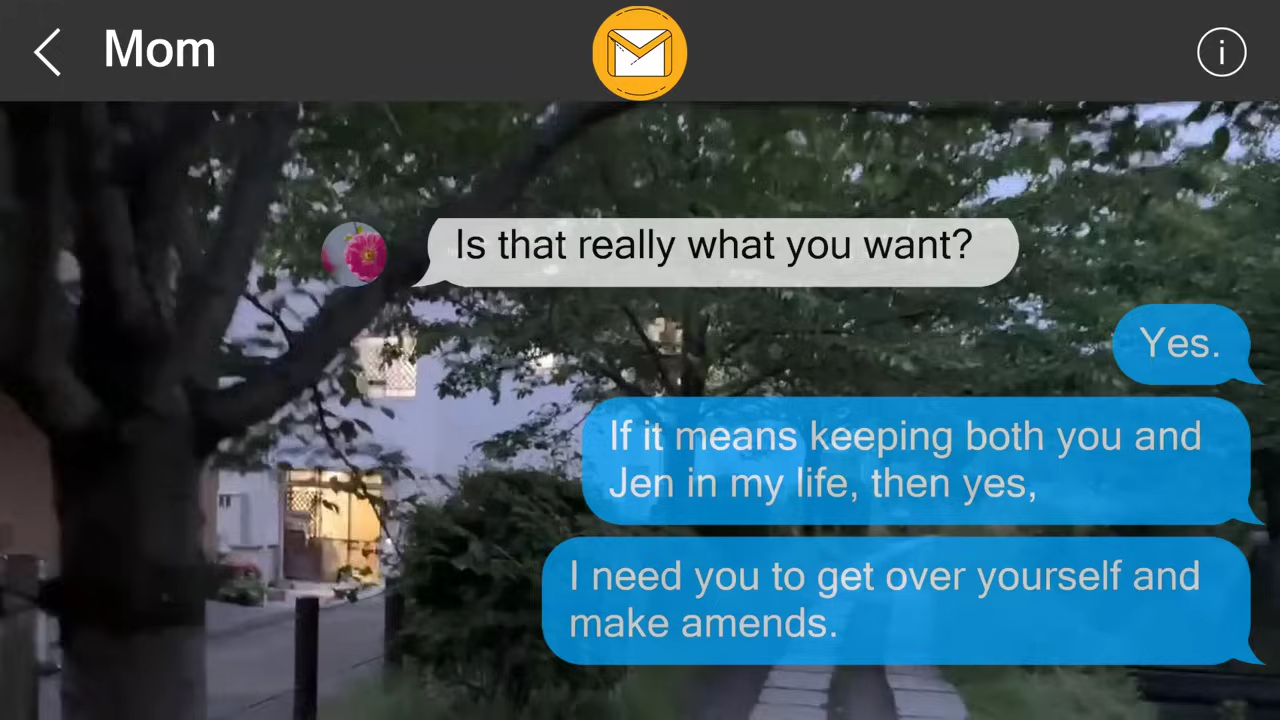 Mom
i
Is that really what you want?
Yes.
If it means keeping both you and
Jen in my life, then yes,
I need you to get over yourself and
make amends.